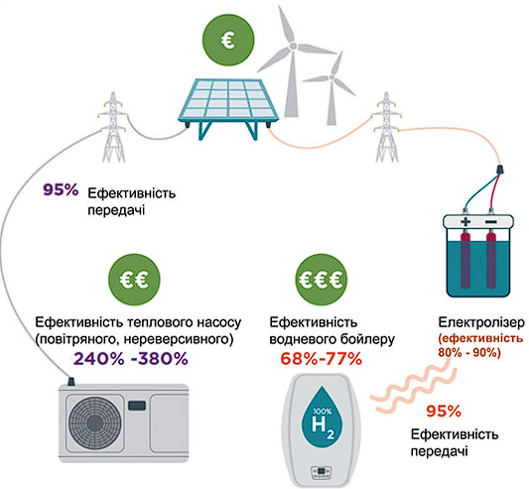 €
95% Ефективність
передачі
€€
Ефективність теплового насосу
(повітряного, нереверсивного)
240% -380%
€€€
Ефективність
водневого бойлеру
68%-77%
+ −
Електролізер
(ефективність
80% - 90%)
100%
H2
95%
Ефективність
передачі